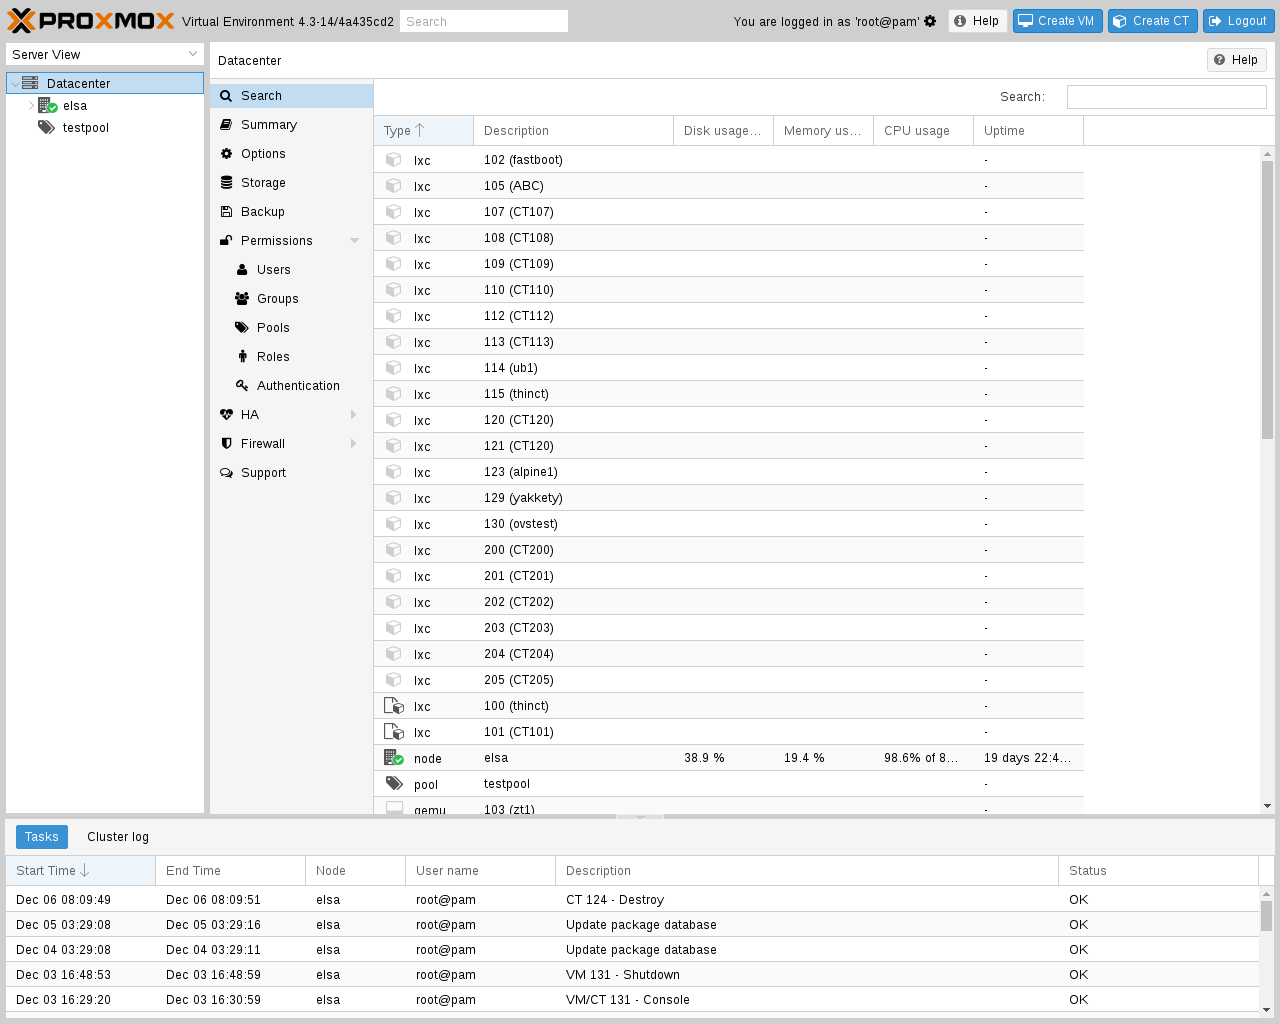 PROXMOX Virtual Environment 4.3-14/4a435cd2 Search You are logged in as 'root@pam' Help Create VM Create CT Logout
Server View
Datacenter
elsa
testpool
Datacenter Help
Search
Summary
Options
Storage
Backup
Permissions
Users
Groups
Pools
Roles
Authentication
HA
Firewall
Support
Search:
Type Description Disk usage... Memory us... CPU usage Uptime
lxc 102 (fastboot) -
lxc 105 (ABC) -
lxc 107 (CT107) -
lxc 108 (CT108) -
lxc 109 (CT109) -
lxc 110 (CT110) -
lxc 112 (CT112) -
lxc 113 (CT113) -
lxc 114 (ub1) -
lxc 115 (thinct) -
lxc 120 (CT120) -
lxc 121 (CT120) -
lxc 123 (alpine1) -
lxc 129 (yakkety) -
lxc 130 (ovstest) -
lxc 200 (CT200) -
lxc 201 (CT201) -
lxc 202 (CT202) -
lxc 203 (CT203) -
lxc 204 (CT204) -
lxc 205 (CT205) -
lxc 100 (thinct) -
lxc 101 (CT101) -
node elsa 38.9 % 19.4 % 98.6% of 8... 19 days 22:4...
pool testpool -
qemu 103 (zt1) -
Tasks Cluster log
Start Time End Time Node User name Description Status
Dec 06 08:09:49 Dec 06 08:09:51 elsa root@pam CT 124 - Destroy OK
Dec 05 03:29:08 Dec 05 03:29:16 elsa root@pam Update package database OK
Dec 04 03:29:08 Dec 04 03:29:11 elsa root@pam Update package database OK
Dec 03 16:48:53 Dec 03 16:48:59 elsa root@pam VM 131 - Shutdown OK
Dec 03 16:29:20 Dec 03 16:30:59 elsa root@pam VM/CT 131 - Console OK